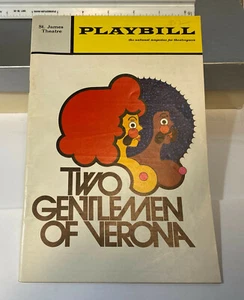 St. James
Theatre
PLAYBILL
the national magazine for theatregoers
TWO
GENTLEMEN
OF VERONA